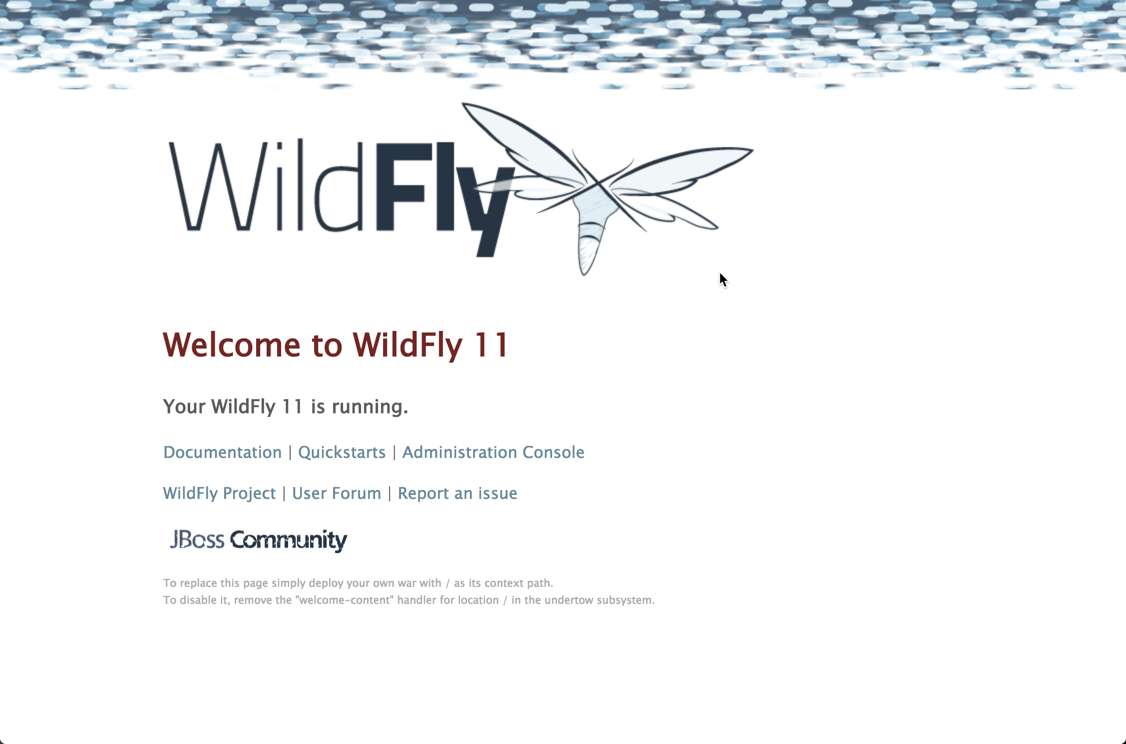 WildFly
Welcome to WildFly 11
Your WildFly 11 is running.
Documentation | Quickstarts | Administration Console
WildFly Project | User Forum | Report an issue
JBoss Community
To replace this page simply deploy your own war with / as its context path.
To disable it, remove the "welcome-content" handler for location / in the undertow subsystem.